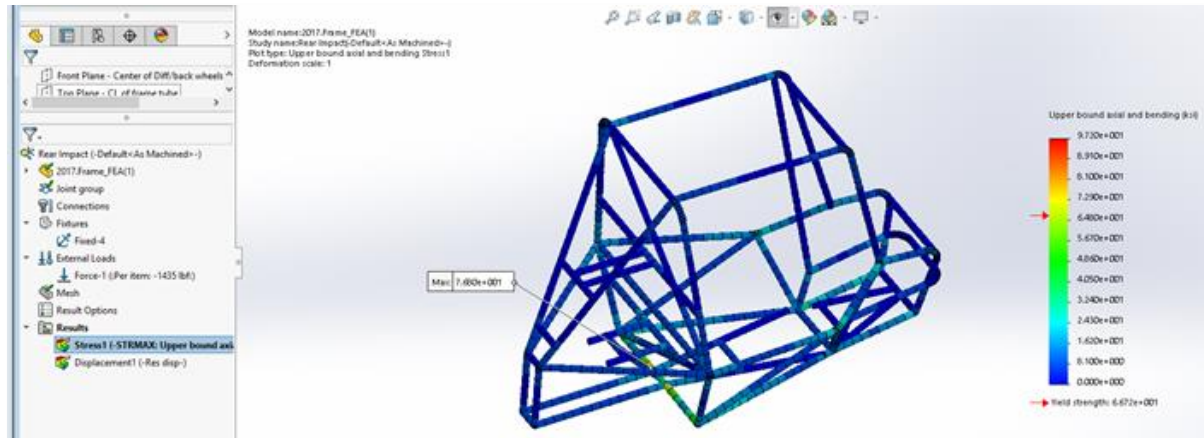 Front Plane - Center of Diff/back wheels
Top Plane - CL of frame tube
Rear Impact (-Default<As Machined>-)
2017.Frame_FEA(1)
Joint group
Connections
Fixtures
Fixed-4
External Loads
Force-1 (:Per item: -1435 lbf:)
Mesh
Result Options
Results
Stress1 (-STRMAX: Upper bound axia
Displacement1 (-Res disp-)
Model name:2017.Frame_FEA(1)
Study name:Rear Impact(-Default<As Machined>-)
Plot type: Upper bound axial and bending Stress1
Deformation scale: 1
Max: 7.680e+001
Upper bound axial and bending (ksi)
9.720e+001
8.910e+001
8.100e+001
7.290e+001
6.480e+001
5.670e+001
4.860e+001
4.050e+001
3.240e+001
2.430e+001
1.620e+001
8.100e+000
0.000e+000
Yield strength: 6.672e+001